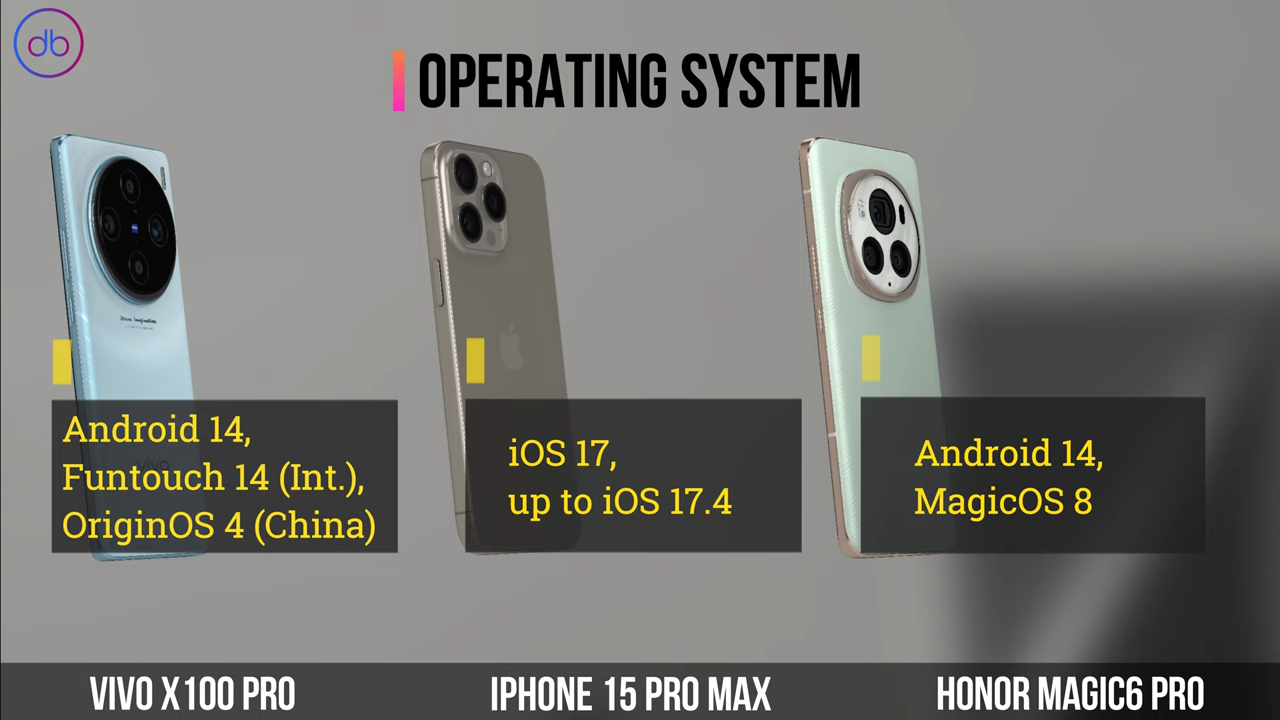 db
OPERATING SYSTEM
Android 14,
Funtouch 14 (Int.),
OriginOS 4 (China)
iOS 17,
up to iOS 17.4
Android 14,
MagicOS 8
VIVO X100 PRO
IPHONE 15 PRO MAX
HONOR MAGIC6 PRO